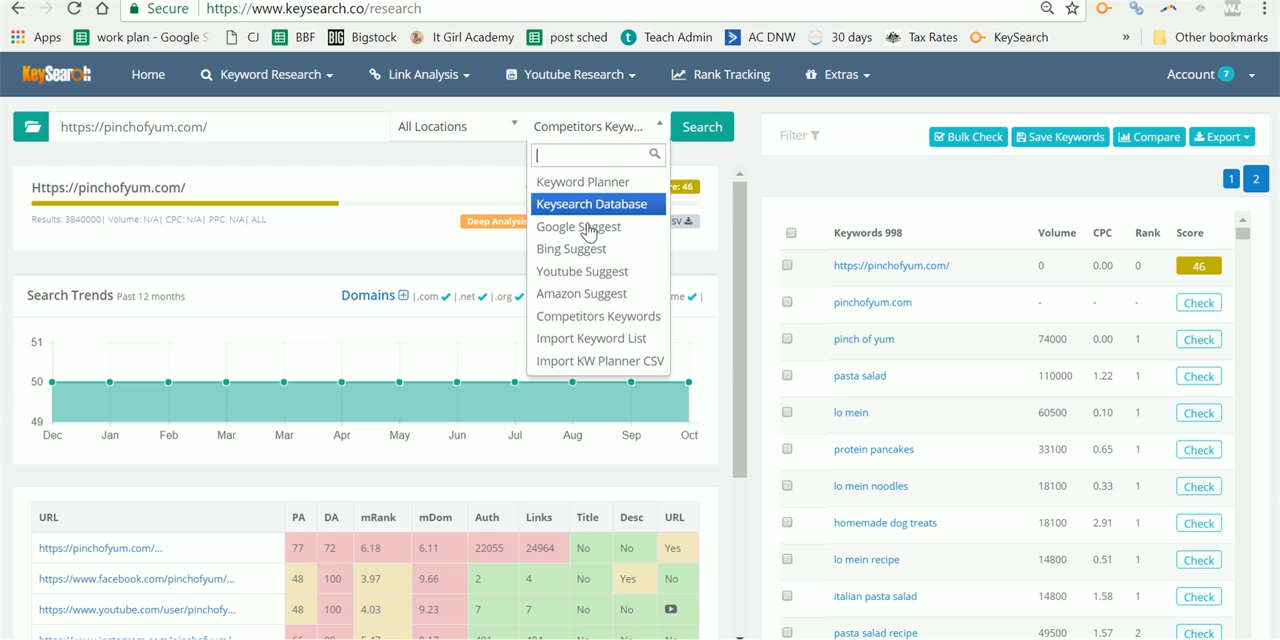 Secure https://www.keysearch.co/research
Apps work plan - Google S CJ BBF BIG Bigstock It Girl Academy post sched Teach Admin AC DNW 30 days Tax Rates KeySearch » Other bookmarks
KeySearch Home Keyword Research Link Analysis Youtube Research Rank Tracking Extras Account 7
https://pinchofyum.com/ All Locations Competitors Keyw... Search
Filter Bulk Check Save Keywords Compare Export
1 2
Keyword Planner
Keysearch Database
Google Suggest
Bing Suggest
Youtube Suggest
Amazon Suggest
Competitors Keywords
Import Keyword List
Import KW Planner CSV
Https://pinchofyum.com/ e: 46
Results: 3840000| Volume: N/A| CPC: N/A| PPC: N/A| ALL Deep Analysis SV
Search Trends Past 12 months Domains |.com |.net |.org me |
51
50
49
Dec Jan Feb Mar Mar Apr May Jun Jul Aug Sep Oct
URL PA DA mRank mDom Auth Links Title Desc URL
https://pinchofyum.com/... 77 72 6.18 6.11 22055 24964 No No Yes
https://www.facebook.com/pinchofyum/... 48 100 3.97 9.66 2 4 No Yes No
https://www.youtube.com/user/pinchofy... 48 100 4.03 9.23 7 7 No No
Keywords 998 Volume CPC Rank Score
https://pinchofyum.com/ 0 0.00 0 46
pinchofyum.com - - - Check
pinch of yum 74000 0.00 1 Check
pasta salad 110000 1.22 1 Check
lo mein 60500 0.10 1 Check
protein pancakes 33100 0.65 1 Check
lo mein noodles 18100 0.33 1 Check
homemade dog treats 18100 2.91 1 Check
lo mein recipe 14800 0.51 1 Check
italian pasta salad 14800 1.58 1 Check
pasta salad recipe 49500 1.57 2 Check